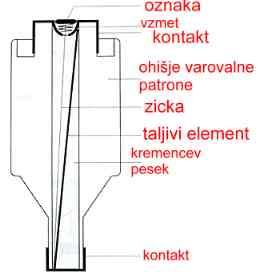 oznaka
vzmet
kontakt
ohišje varovalne
patrone
zicka
taljivi element
kremencev
pesek
kontakt